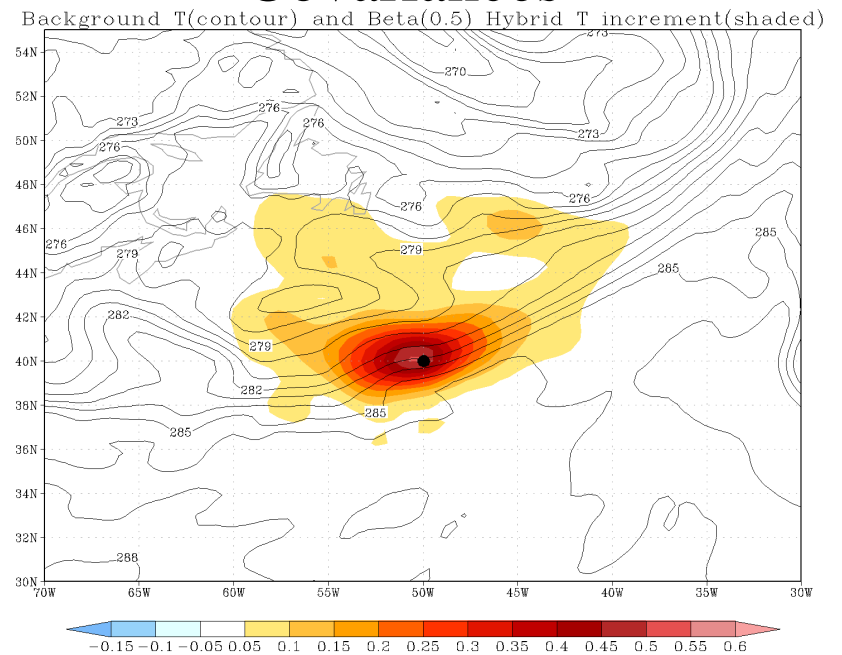 Covariances
Background T(contour) and Beta(0.5) Hybrid T increment(shaded)
54N
273
270
52N
276
273
276
273
50N
276
48N
276
276
46N
276
279
285
279
285
44N
42N
282
279
40N
282
38N
285
285
36N
34N
32N
288
30N
70W 65W 60W 55W 50W 45W 40W 35W 30W
-0.15 -0.1 -0.05 0.05 0.1 0.15 0.2 0.25 0.3 0.35 0.4 0.45 0.5 0.55 0.6